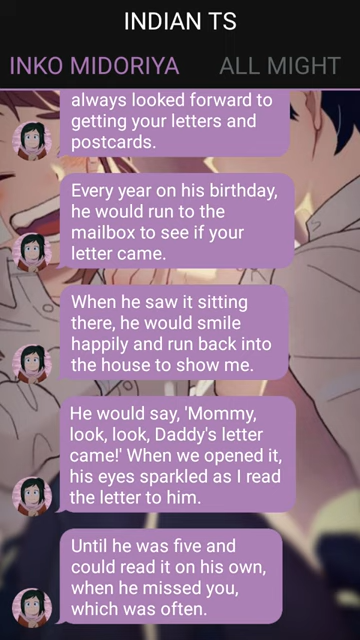 INDIAN TS
INKO MIDORIYA ALL MIGHT
always looked forward to
getting your letters and
postcards.
Every year on his birthday,
he would run to the
mailbox to see if your
letter came.
When he saw it sitting
there, he would smile
happily and run back into
the house to show me.
He would say, 'Mommy,
look, look, Daddy's letter
came!' When we opened it,
his eyes sparkled as I read
the letter to him.
Until he was five and
could read it on his own,
when he missed you,
which was often.